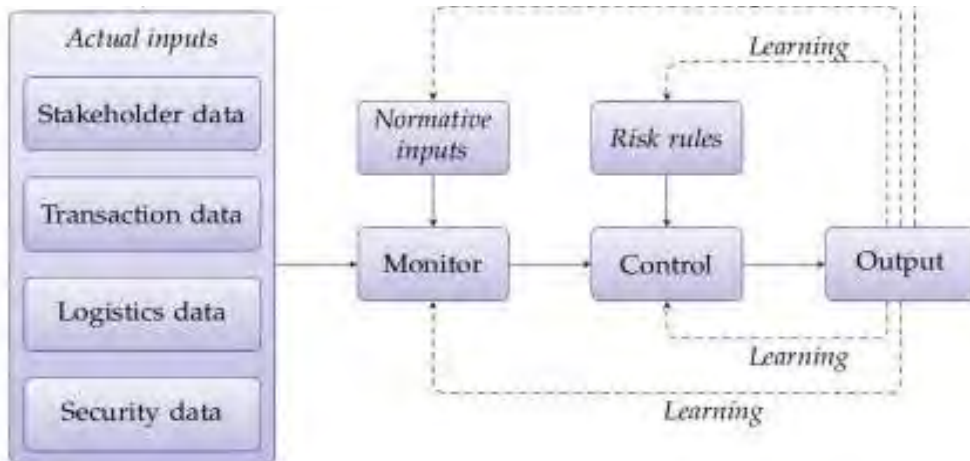 Actual inputs
Stakeholder data
Transaction data
Logistics data
Security data
Normative
inputs
Risk rules
Learning
Monitor
Control
Output
Learning
Learning